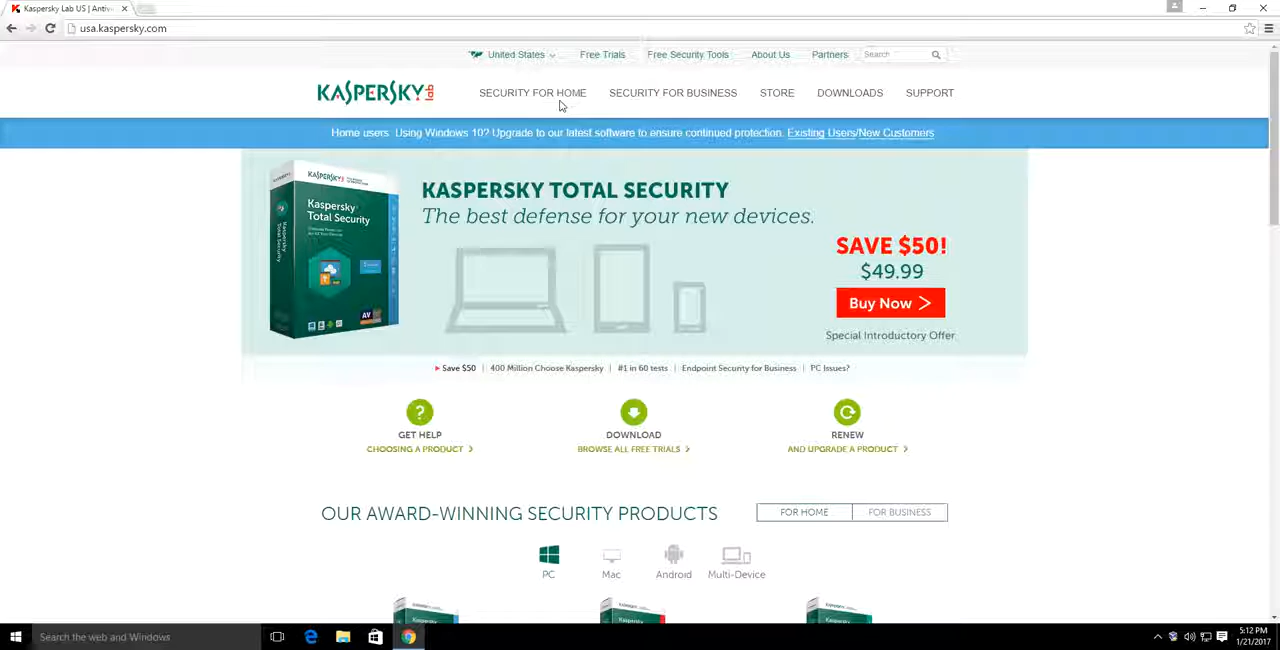 Kaspersky Lab US | Antiv
usa.kaspersky.com
United States
Free Trials
Free Security Tools
About Us
Partners
Search
KASPERSKY lab
SECURITY FOR HOME
SECURITY FOR BUSINESS
STORE
DOWNLOADS
SUPPORT
Home users. Using Windows 10? Upgrade to our latest software to ensure continued protection. Existing Users/New Customers
KASPERSKY
Kaspersky
Total Security
KASPERSKY TOTAL SECURITY
The best defense for your new devices.
SAVE $50!
$49.99
Buy Now >
Special Introductory Offer
Save $50 | 400 Million Choose Kaspersky | #1 in 60 tests | Endpoint Security for Business | PC Issues?
GET HELP
CHOOSING A PRODUCT >
DOWNLOAD
BROWSE ALL FREE TRIALS >
RENEW
AND UPGRADE A PRODUCT >
OUR AWARD-WINNING SECURITY PRODUCTS
FOR HOME
FOR BUSINESS
PC
Mac
Android
Multi-Device
Search the web and Windows
5:12 PM
1/21/2017